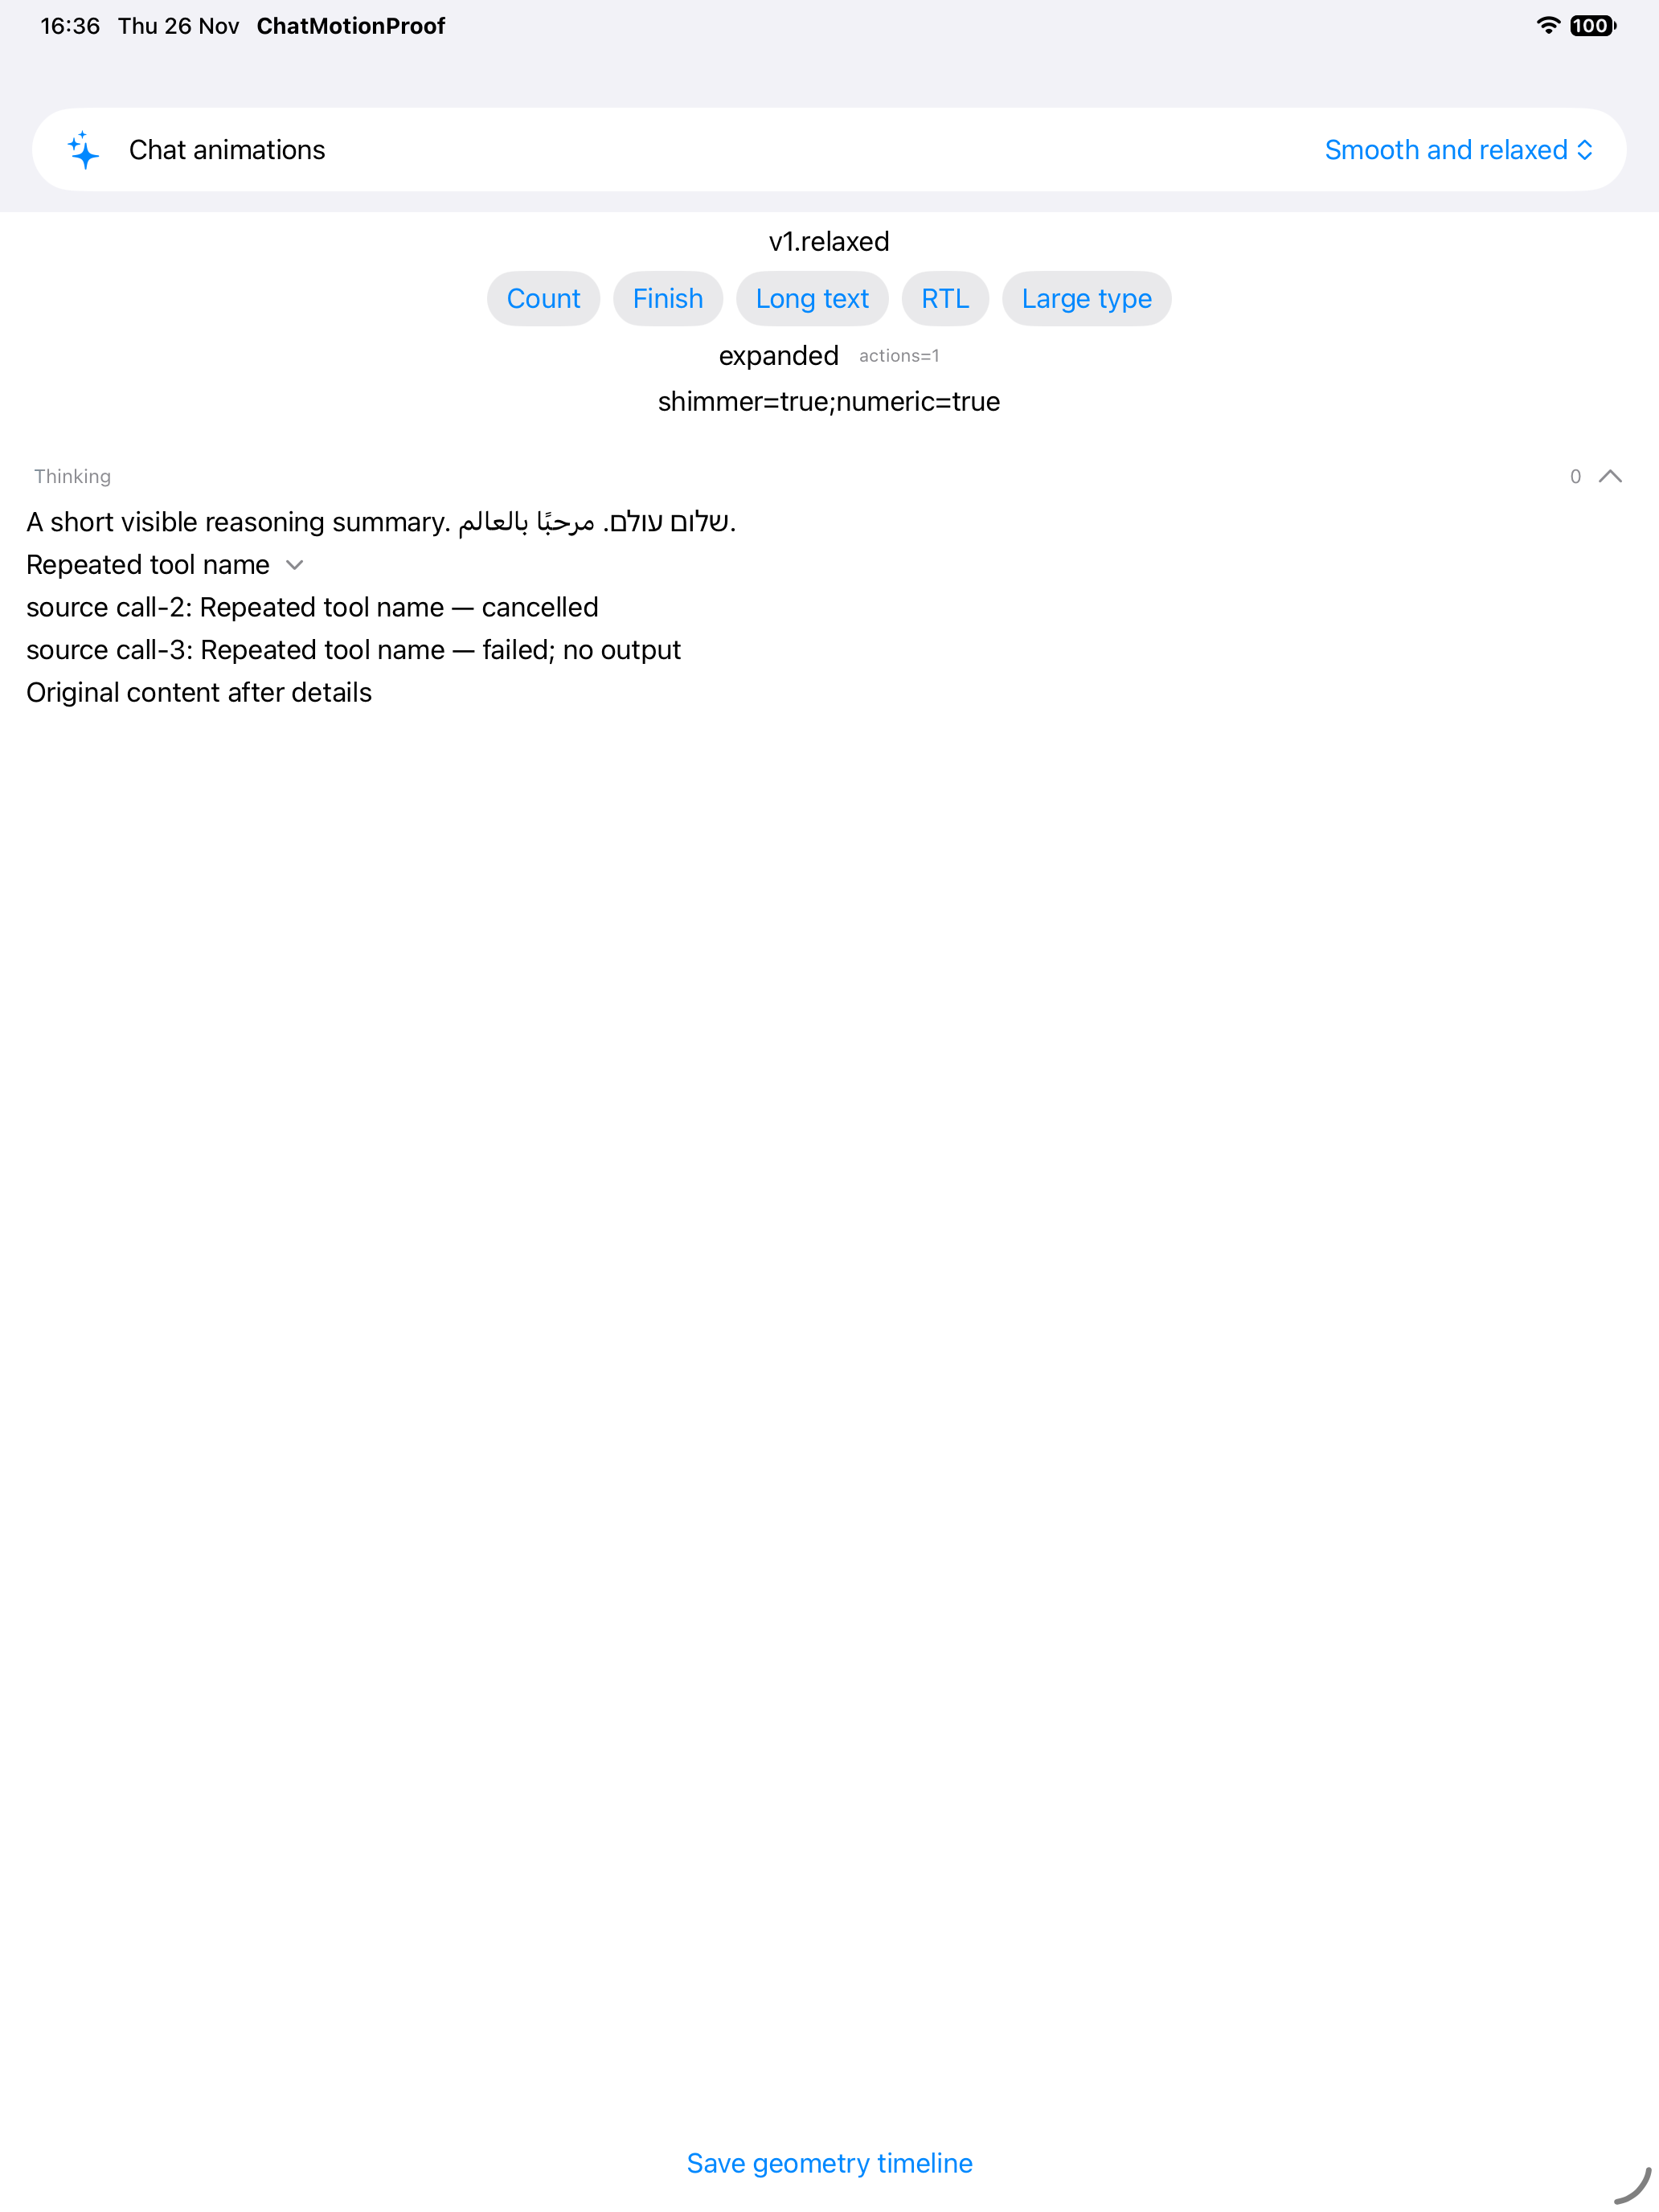 16:36 Thu 26 Nov ChatMotionProof 100
Chat animations Smooth and relaxed
v1.relaxed
Count Finish Long text RTL Large type
expanded actions=1
shimmer=true;numeric=true
Thinking 0
A short visible reasoning summary. שלום עולם. مرحبًا بالعالم.
Repeated tool name
source call-2: Repeated tool name — cancelled
source call-3: Repeated tool name — failed; no output
Original content after details
Save geometry timeline